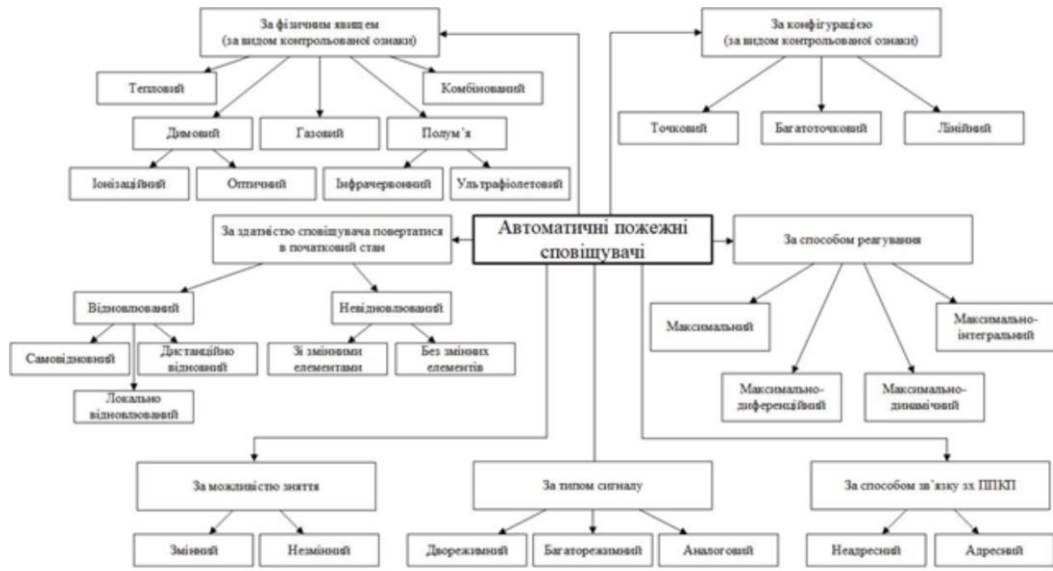 За фізичним явищем
(за видом контрольованої ознаки)
За конфігурацією
(за видом контрольованої ознаки)
Тепловий
Комбінований
Димовий
Газовий
Полум’я
Точковий
Багатоточковий
Лінійний
Іонізаційний
Оптичний
Інфрачервонний
Ультрафіолетовий
За здатністю сповіщувача повертатися
в початковий стан
Автоматичні пожежні
сповіщувачі
За способом реагування
Відновлюваний
Невідновлюваний
Максимальний
Максимально-
інтегральний
Самовідновний
Дистанційно
відновний
Зі змінними
елементами
Без змінних
елементів
Локально
відновлюваний
Максимально-
диференційний
Максимально-
динамічний
За можливістю зняття
За типом сигналу
За способом зв’язку зх ППКП
Змінний
Незмінний
Дворежимний
Багаторежимний
Аналоговий
Неадресний
Адресний